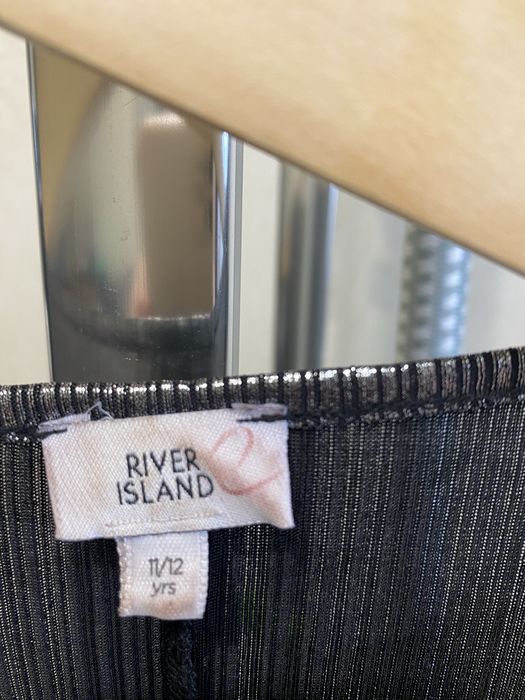 RIVER
ISLAND
11/12
yrs